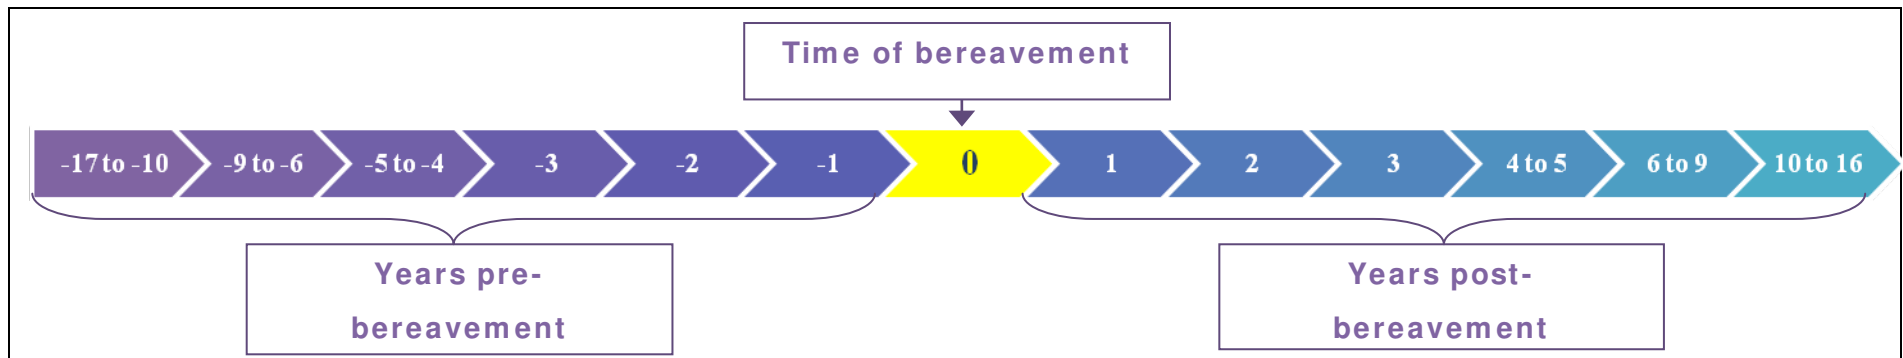 Time of bereavement
-17 to -10 -9 to -6 -5 to -4 -3 -2 -1 0 1 2 3 4 to 5 6 to 9 10 to 16
Years pre-
bereavement
Years post-
bereavement